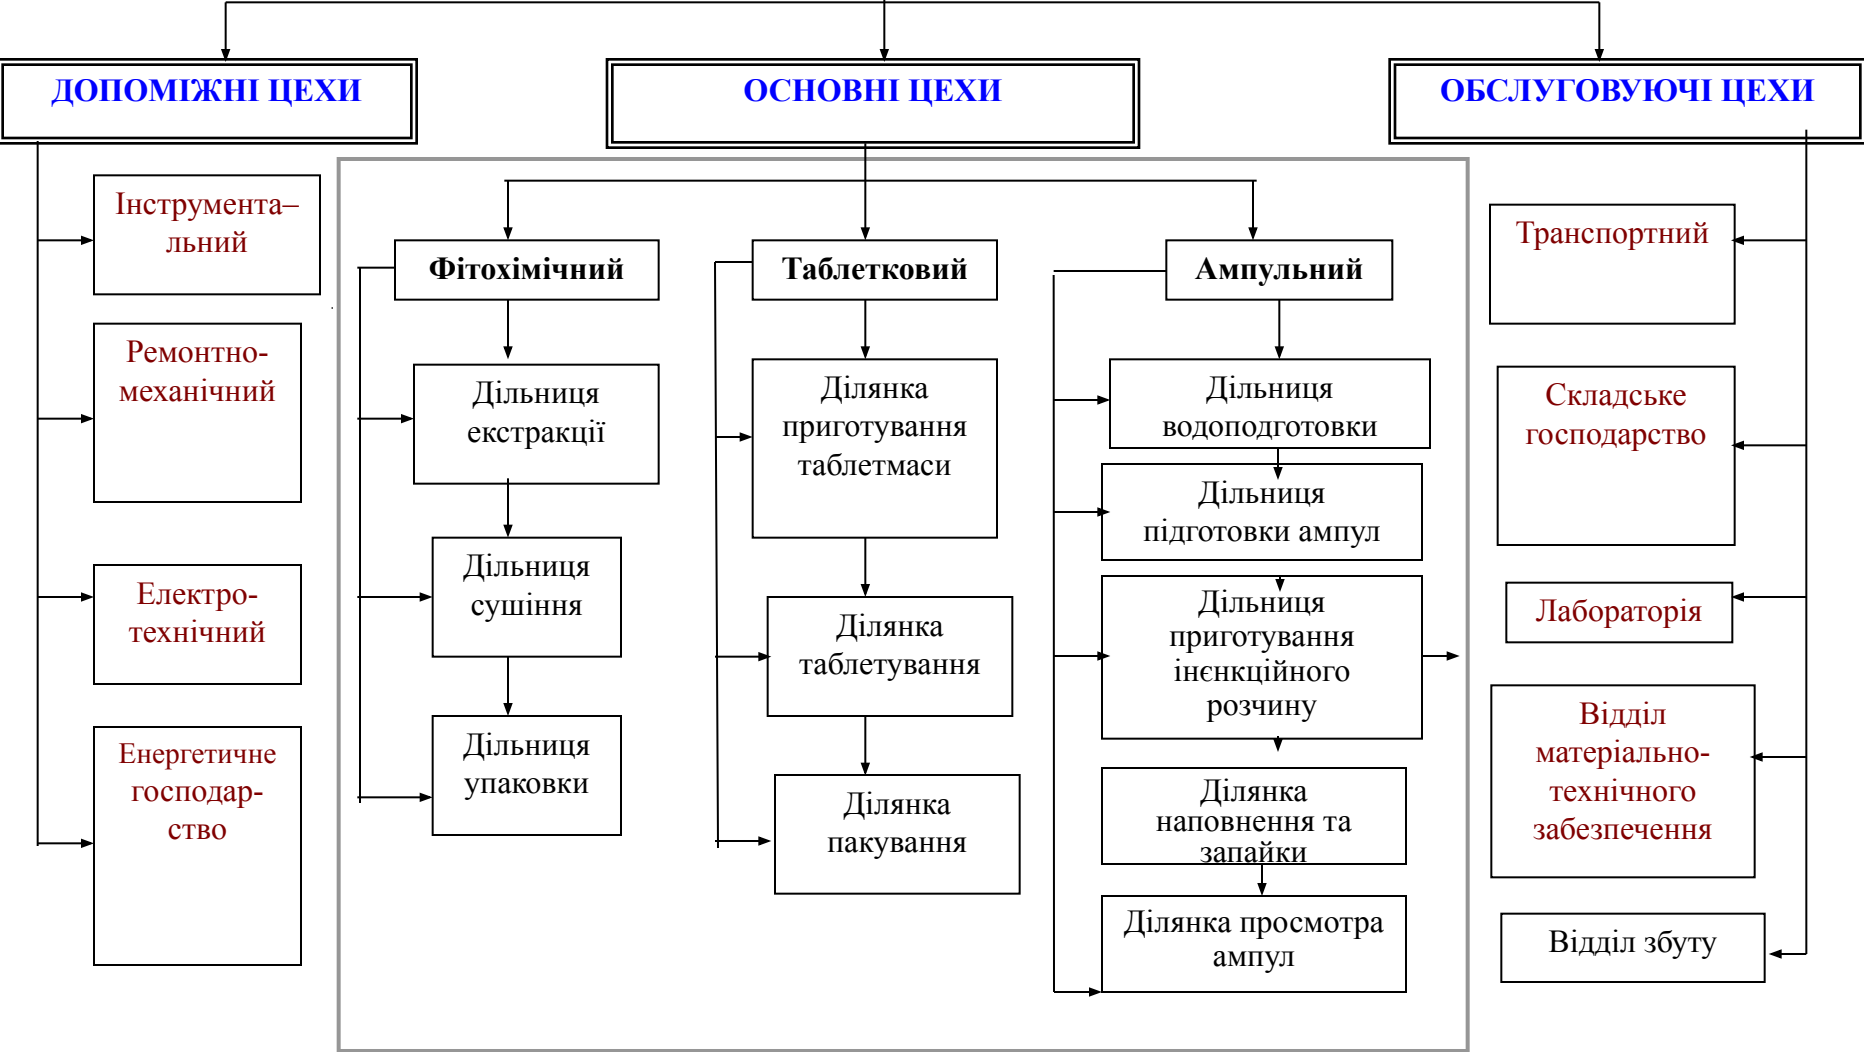 ДОПОМІЖНІ ЦЕХИ
ОСНОВНІ ЦЕХИ
ОБСЛУГОВУЮЧІ ЦЕХИ
Інструмента–
льний
Ремонтно-
механічний
Електро-
технічний
Енергетичне
господар-
ство
Фітохімічний
Дільниця
екстракції
Дільниця
сушіння
Дільниця
упаковки
Таблетковий
Ділянка
приготування
таблетмаси
Ділянка
таблетування
Ділянка
пакування
Ампульний
Дільниця
водоподготовки
Дільниця
підготовки ампул
Дільниця
приготування
інєнкційного
розчину
Ділянка
наповнення та
запайки
Ділянка просмотра
ампул
Транспортний
Складське
господарство
Лабораторія
Відділ
матеріально-
технічного
забезпечення
Відділ збуту